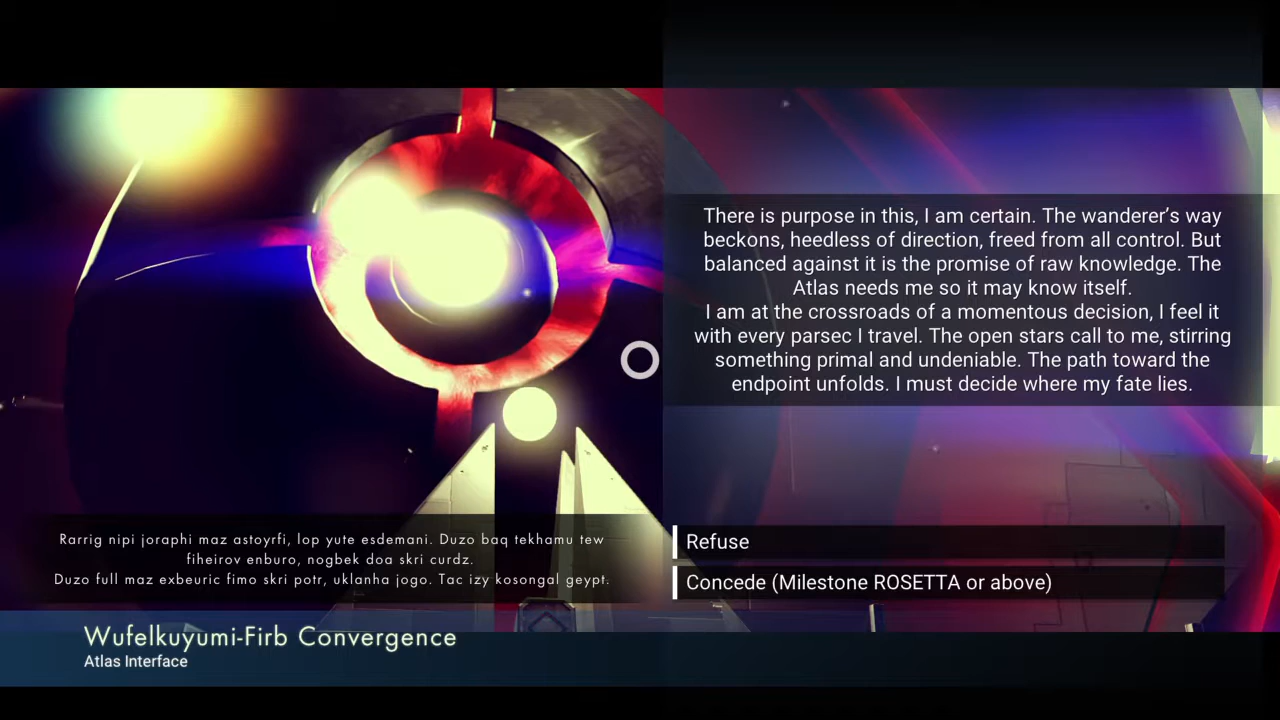 There is purpose in this, I am certain. The wanderer’s way
beckons, heedless of direction, freed from all control. But
balanced against it is the promise of raw knowledge. The
Atlas needs me so it may know itself.
I am at the crossroads of a momentous decision, I feel it
with every parsec I travel. The open stars call to me, stirring
something primal and undeniable. The path toward the
endpoint unfolds. I must decide where my fate lies.
Rarrig nipi joraphi maz astoyrfi, lop yute esdemani. Duzo baq tekhamu tew
fiheirov enburo, nogbek doa skri curdz.
Duzo full maz exbeuric fimo skri potr, uklanha jogo. Tac izy kosongal geypt.
Refuse
Concede (Milestone ROSETTA or above)
Wufelkuyumi-Firb Convergence
Atlas Interface